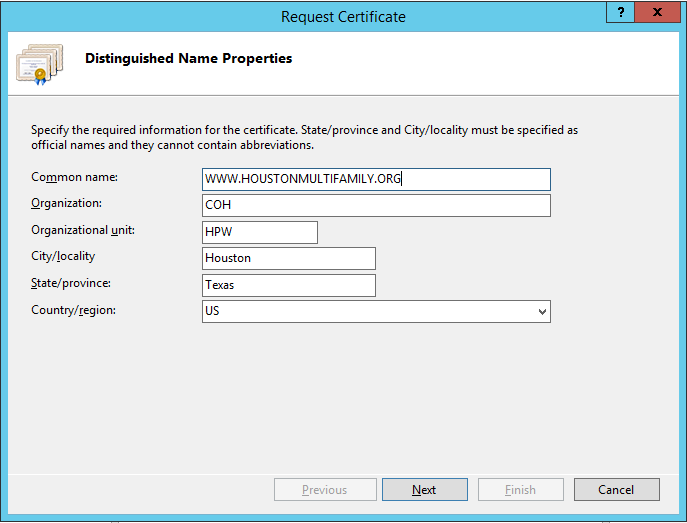 Request Certificate
?
x
Distinguished Name Properties
Specify the required information for the certificate. State/province and City/locality must be specified as
official names and they cannot contain abbreviations.
Common name: WWW.HOUSTONMULTIFAMILY.ORG
Organization: COH
Organizational unit: HPW
City/locality Houston
State/province: Texas
Country/region: US
Previous Next Finish Cancel